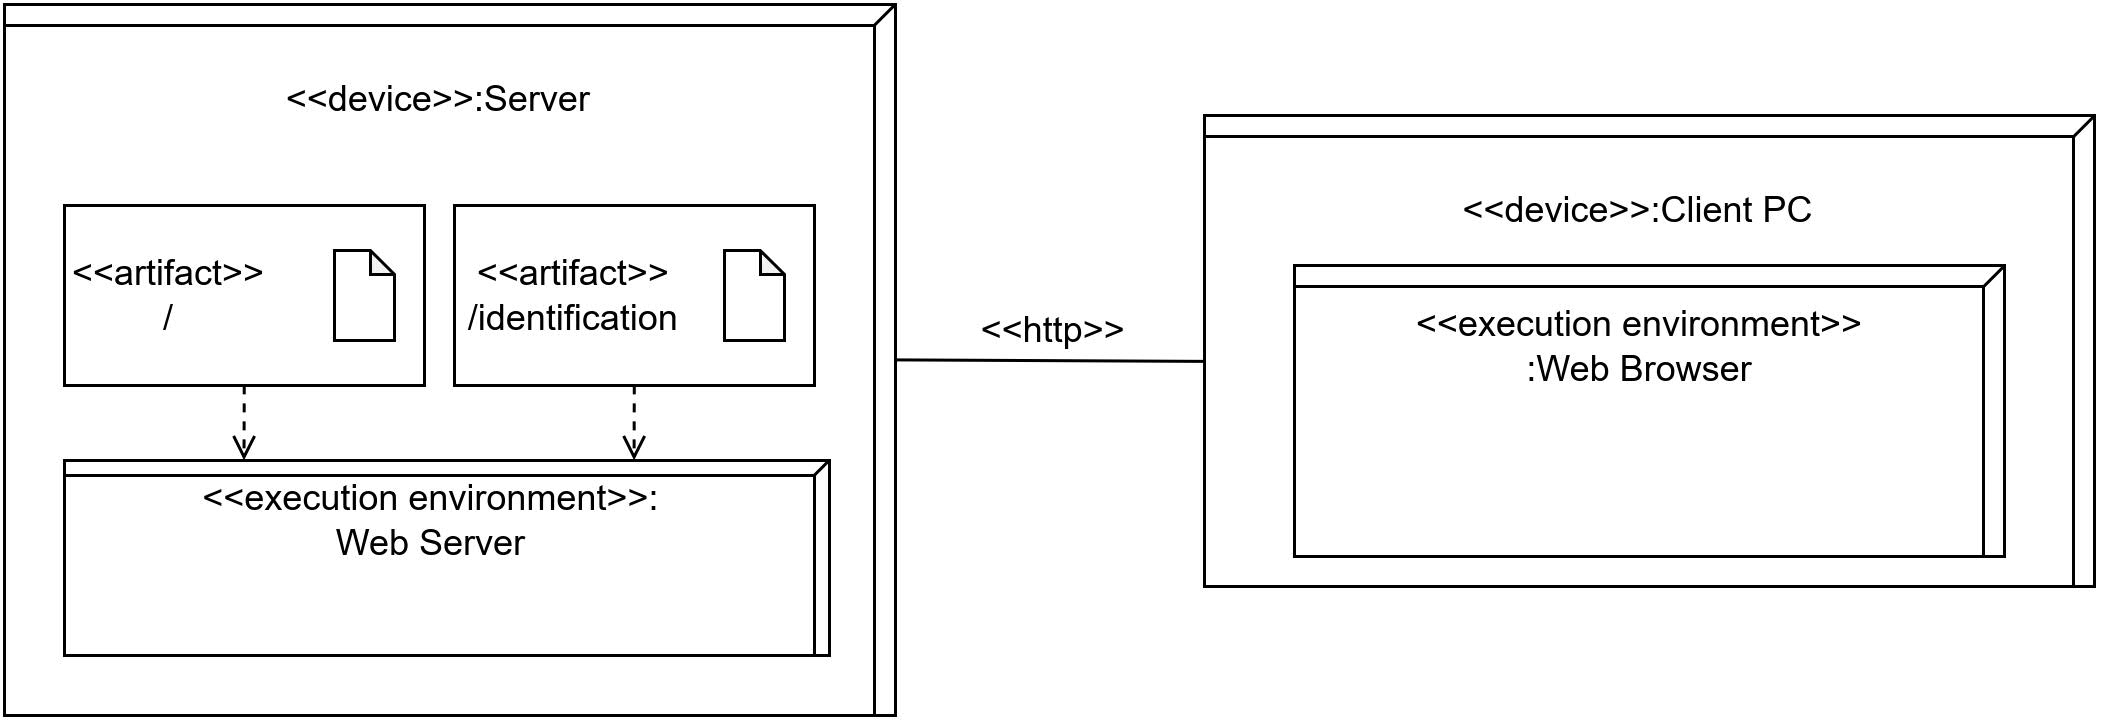 <<device>>:Server
<<artifact>>
/
<<artifact>>
/identification
<<execution environment>>:
Web Server
<<http>>
<<device>>:Client PC
<<execution environment>>
:Web Browser